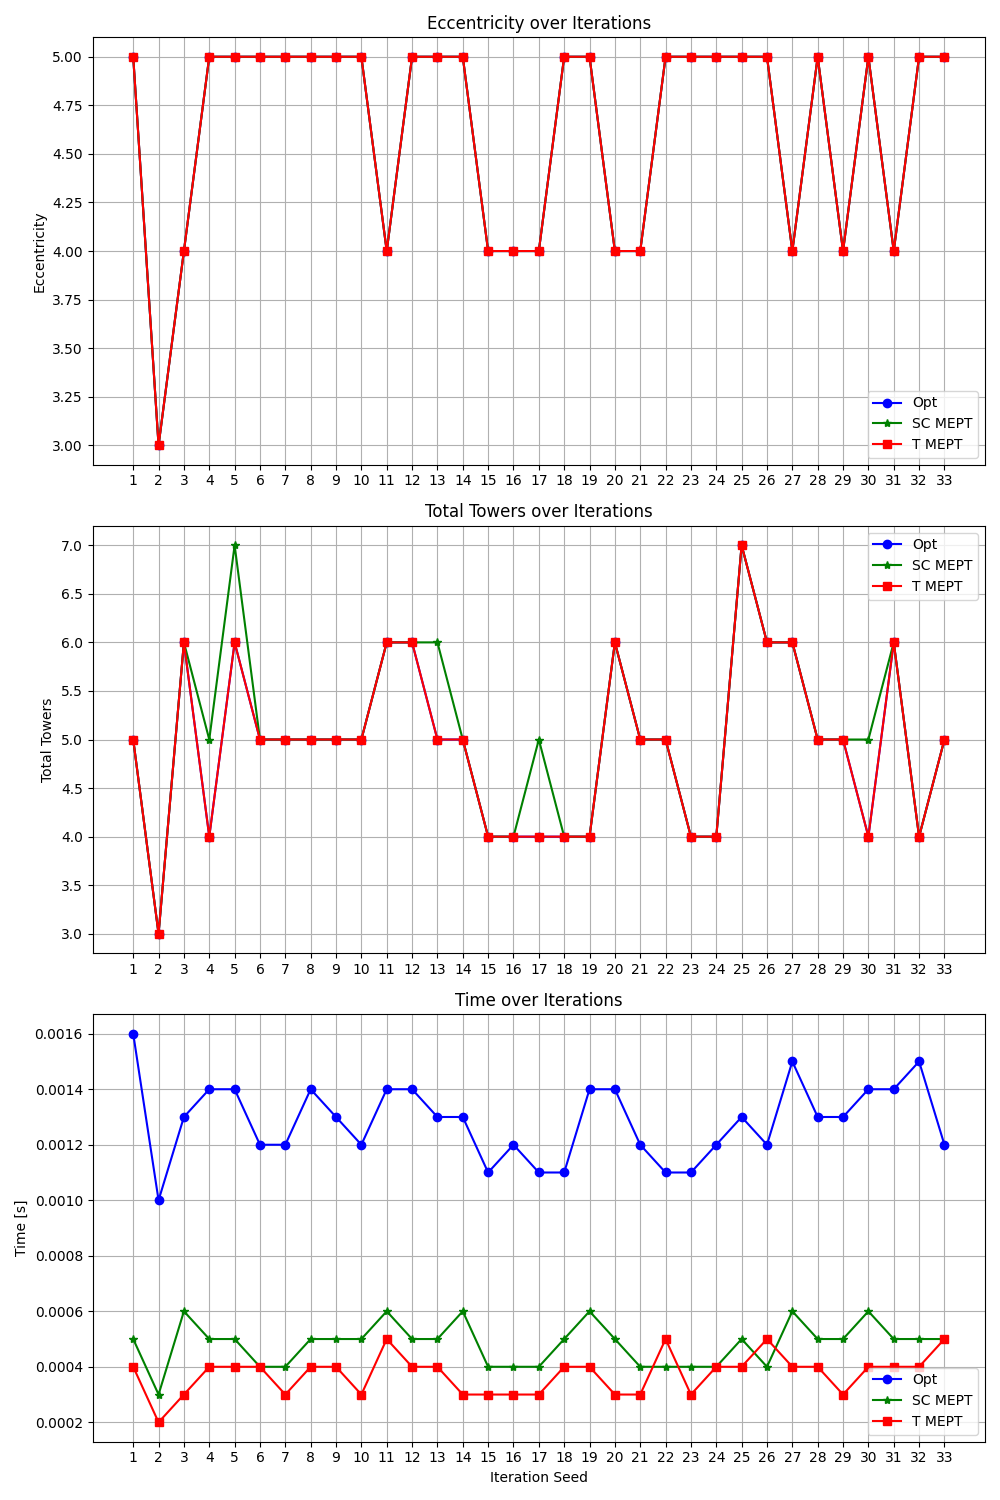 Eccentricity over Iterations
5.00
4.75
4.50
4.25
4.00
3.75
3.50
3.25
3.00
Eccentricity
Opt
SC MEPT
T MEPT
1 2 3 4 5 6 7 8 9 10 11 12 13 14 15 16 17 18 19 20 21 22 23 24 25 26 27 28 29 30 31 32 33
Total Towers over Iterations
7.0
6.5
6.0
5.5
5.0
4.5
4.0
3.5
3.0
Total Towers
Opt
SC MEPT
T MEPT
1 2 3 4 5 6 7 8 9 10 11 12 13 14 15 16 17 18 19 20 21 22 23 24 25 26 27 28 29 30 31 32 33
Time over Iterations
0.0016
0.0014
0.0012
0.0010
0.0008
0.0006
0.0004
0.0002
Time [s]
Opt
SC MEPT
T MEPT
1 2 3 4 5 6 7 8 9 10 11 12 13 14 15 16 17 18 19 20 21 22 23 24 25 26 27 28 29 30 31 32 33
Iteration Seed